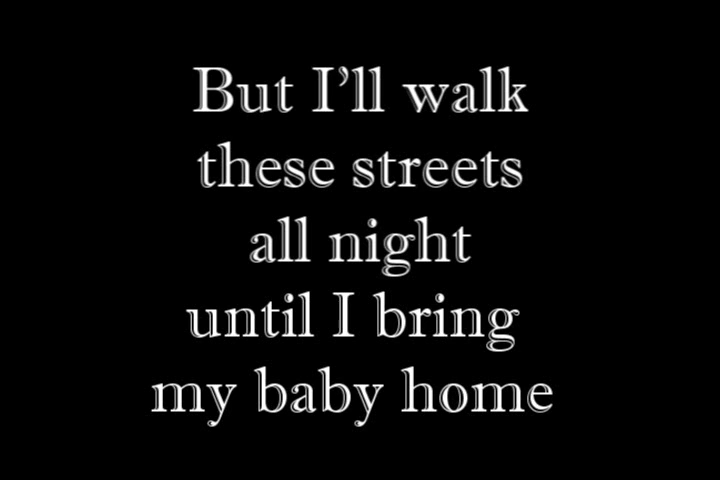 But I’ll walk
these streets
all night
until I bring
my baby home